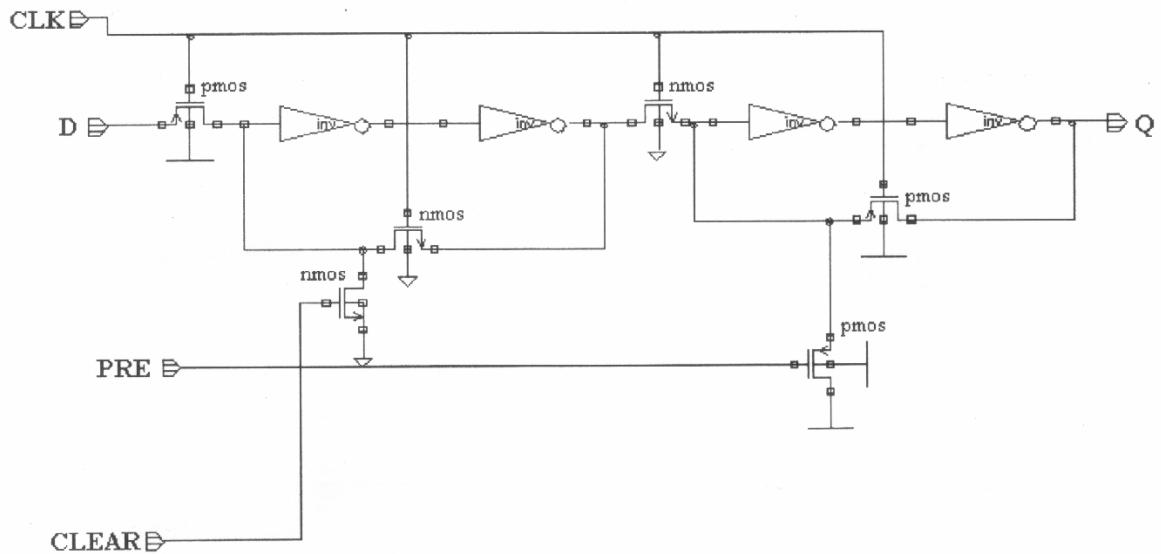 CLK
pmos
nmos
D
inv
inv
inv
inv
Q
nmos
pmos
nmos
pmos
PRE
CLEAR